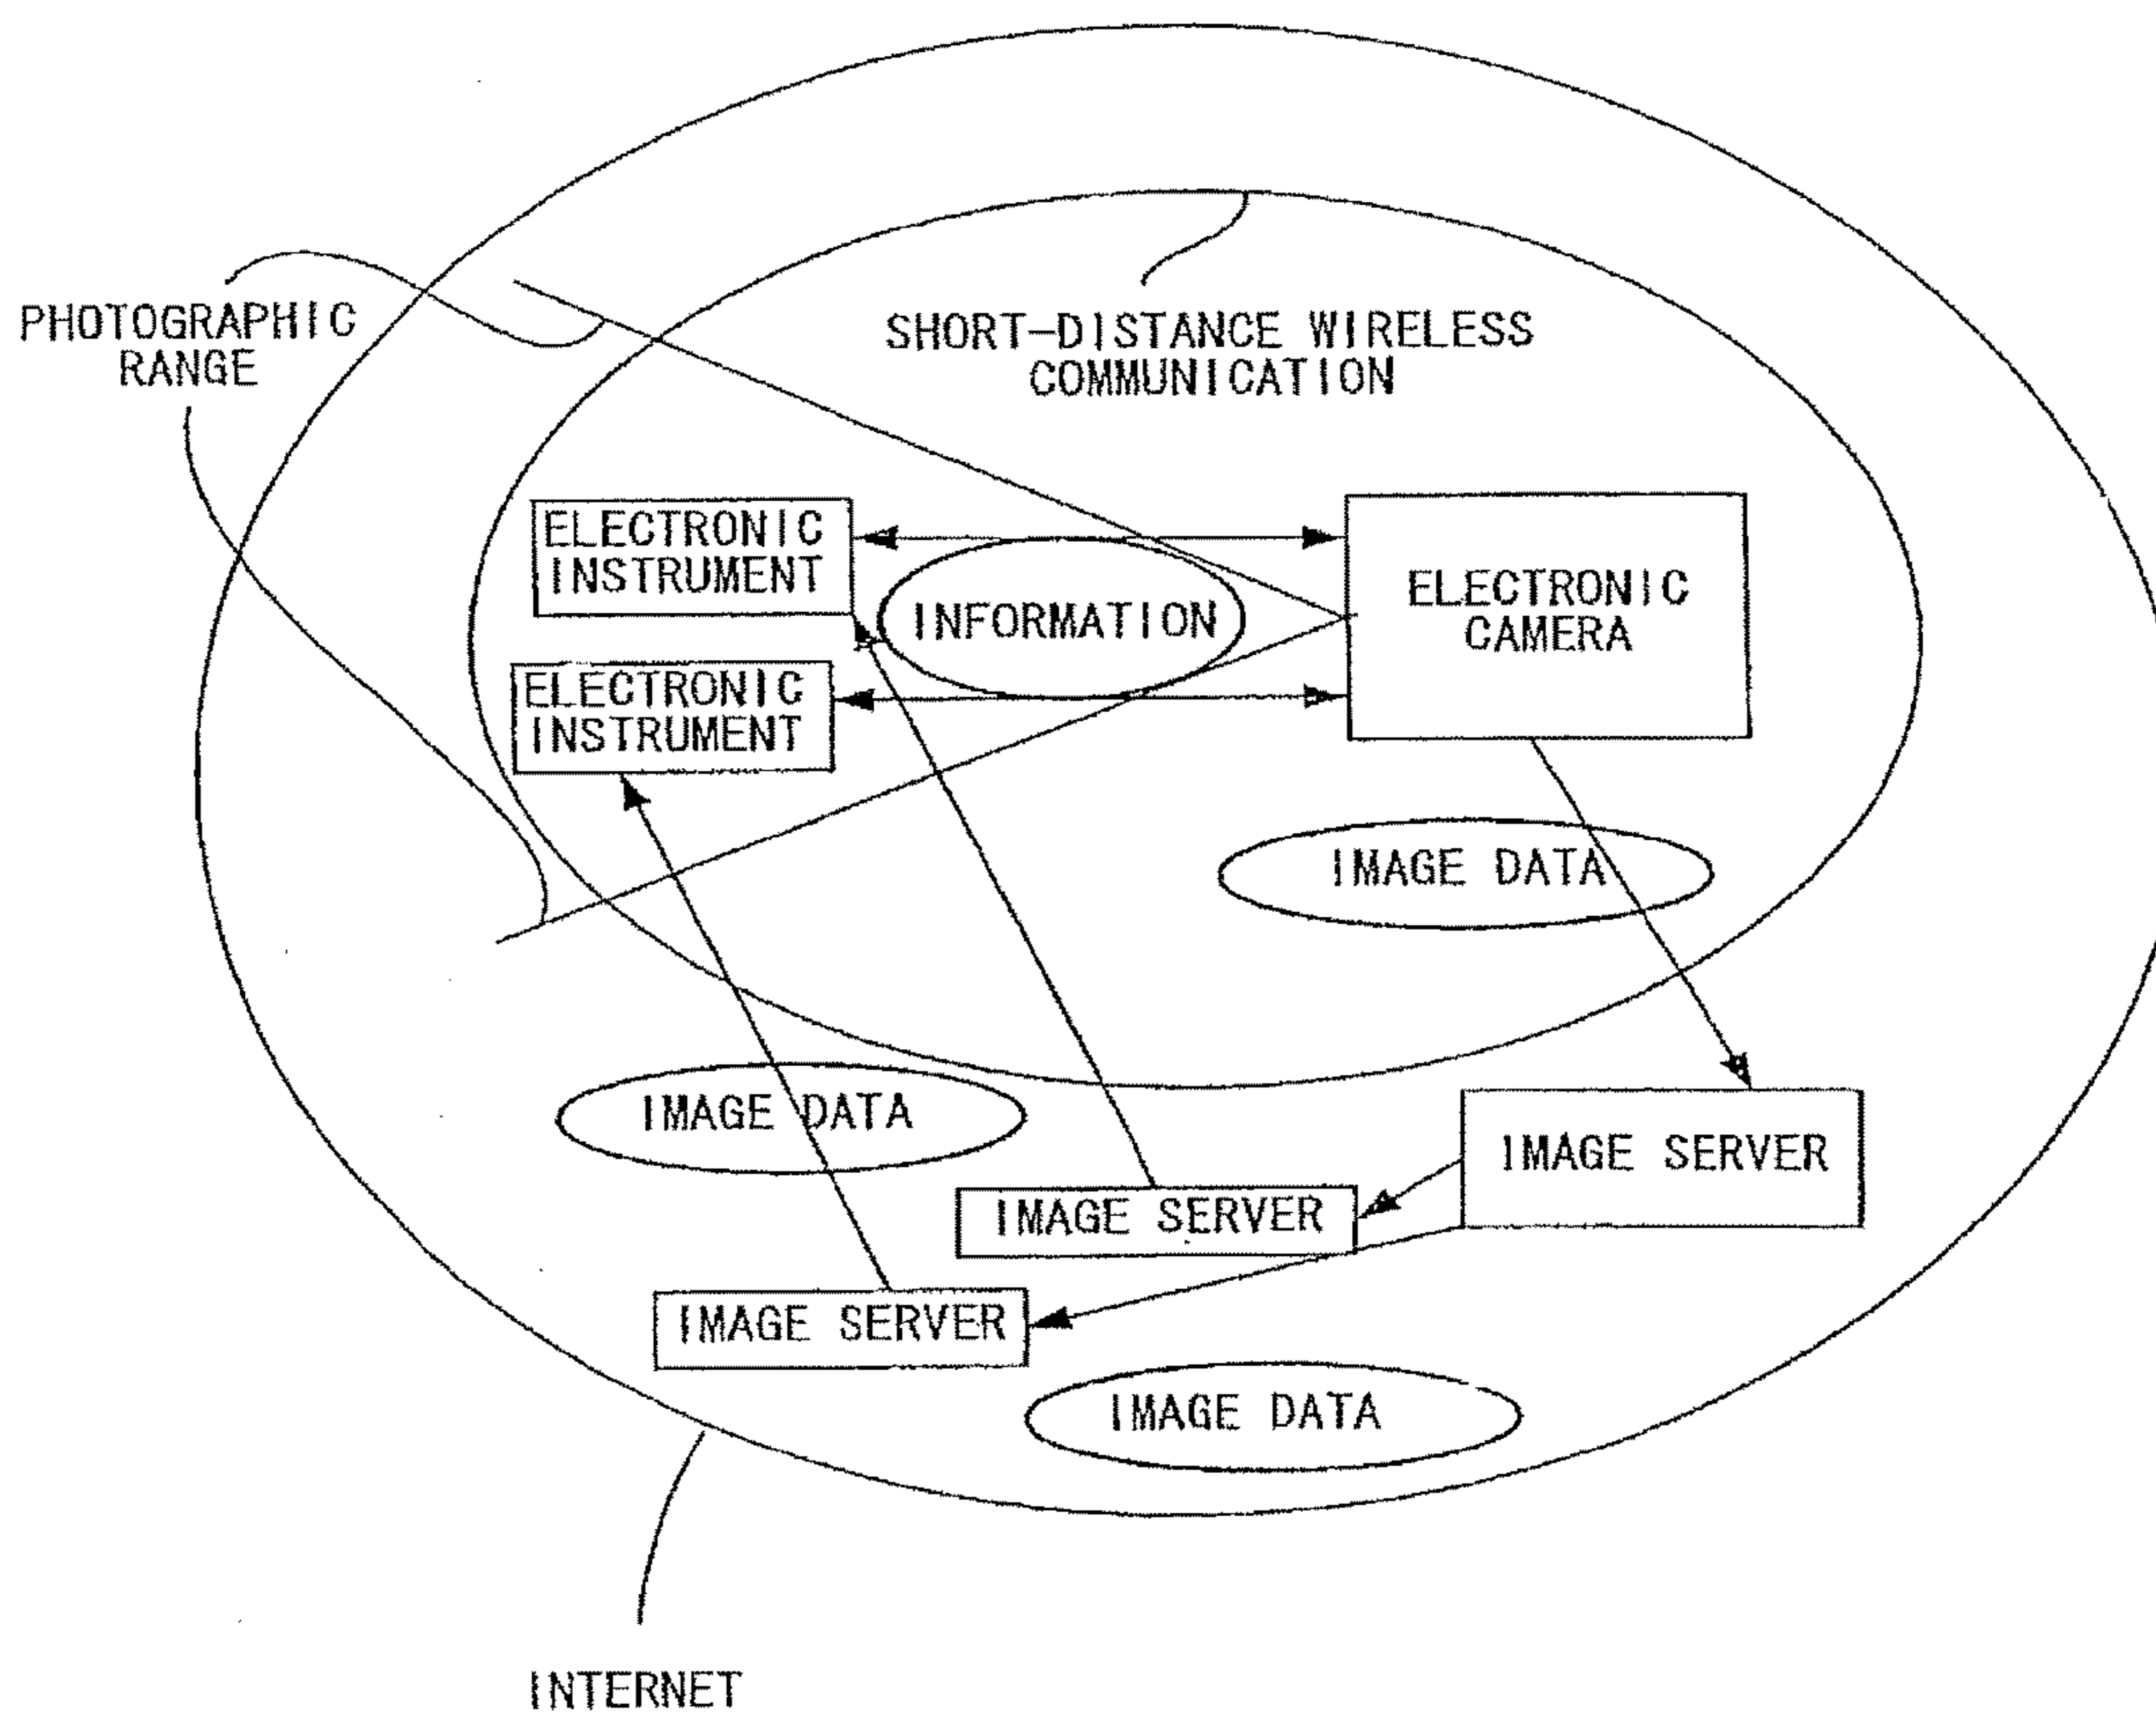 PHOTOGRAPHIC
RANGE
SHORT-DISTANCE WIRELESS
COMMUNICATION
ELECTRONIC
INSTRUMENT
INFORMATION
ELECTRONIC
CAMERA
ELECTRONIC
INSTRUMENT
IMAGE DATA
IMAGE DATA
IMAGE SERVER
IMAGE SERVER
IMAGE SERVER
IMAGE DATA
INTERNET